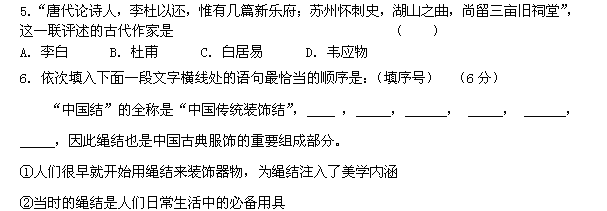 5.“唐代论诗人，李杜以还，惟有几篇新乐府；苏州怀刺史，湖山之曲，尚留三亩旧祠堂”，
这一联评述的古代作家是 （ ）
A. 李白 B. 杜甫 C. 白居易 D. 韦应物
6. 依次填入下面一段文字横线处的语句最恰当的顺序是：（填序号） （6分）
“中国结”的全称是“中国传统装饰结”，____ ，_____，______， _____， ______，
_____，因此绳结也是中国古典服饰的重要组成部分。
①人们很早就开始用绳结来装饰器物，为绳结注入了美学内涵
②当时的绳结是人们日常生活中的必备用具